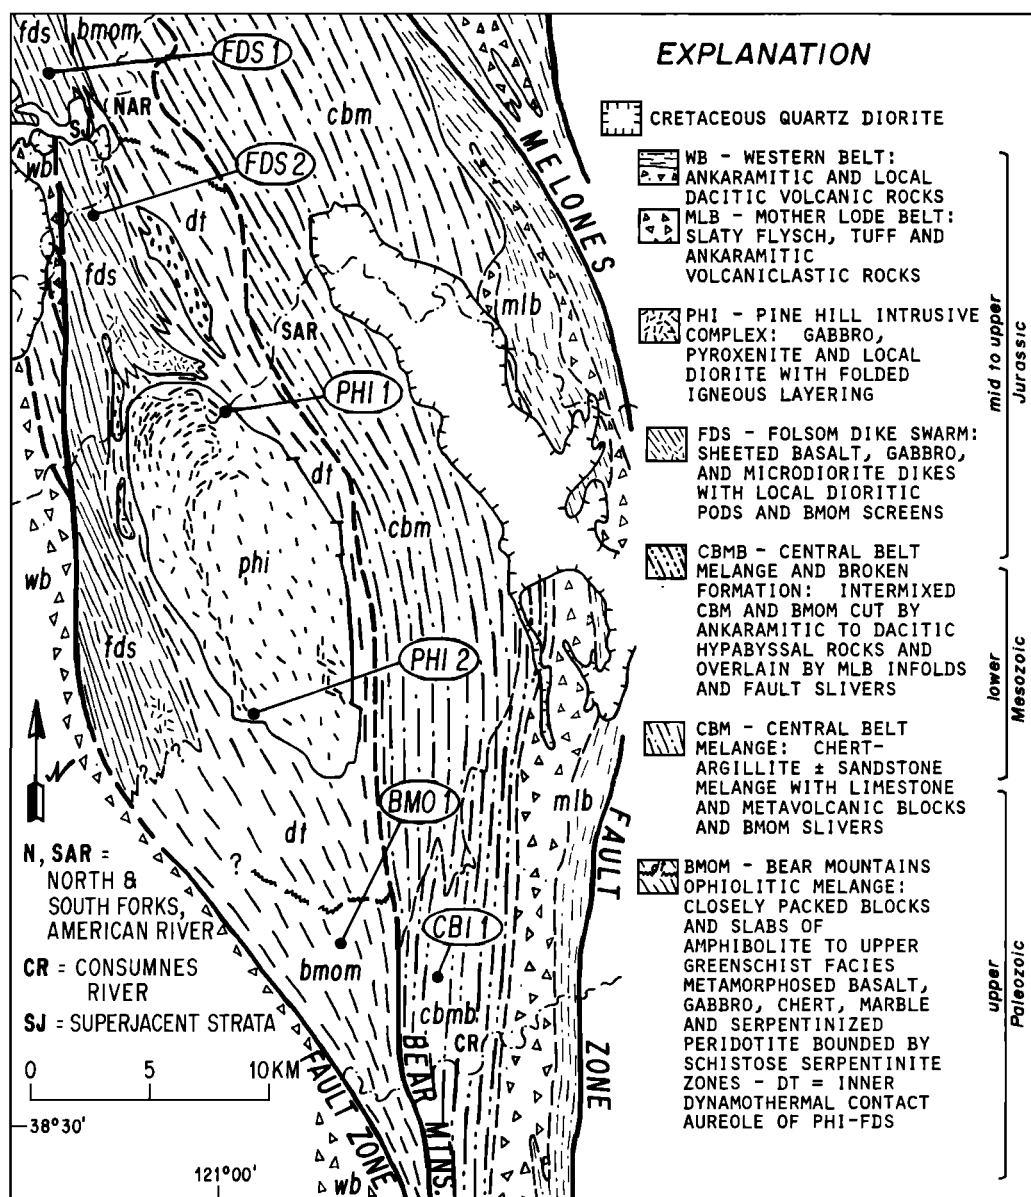 fds
bmom
FDS 1
NAR
SJ
wb
FDS 2
cbm
MELONES
dt
fds
SAR
mlb
PHI 1
dt
cbm
phi
wb
fds
PHI 2
BMO 1
mlb
FAULT
dt
?
?
?
CBI 1
bmom
cbmb
CR
ZONE
BEAR MTNS.
FAULT ZONE
wb
N
N, SAR =
NORTH &
SOUTH FORKS,
AMERICAN RIVER
CR = CONSUMNES
RIVER
SJ = SUPERJACENT STRATA
0 5 10 KM
38°30'
121°00'
EXPLANATION
CRETACEOUS QUARTZ DIORITE
WB - WESTERN BELT:
ANKARAMITIC AND LOCAL
DACITIC VOLCANIC ROCKS
MLB - MOTHER LODE BELT:
SLATY FLYSCH, TUFF AND
ANKARAMITIC
VOLCANICLASTIC ROCKS
PHI - PINE HILL INTRUSIVE
COMPLEX: GABBRO,
PYROXENITE AND LOCAL
DIORITE WITH FOLDED
IGNEOUS LAYERING
FDS - FOLSOM DIKE SWARM:
SHEETED BASALT, GABBRO,
AND MICRODIORITE DIKES
WITH LOCAL DIORITIC
PODS AND BMOM SCREENS
mid to upper
Jurassic
CBMB - CENTRAL BELT
MELANGE AND BROKEN
FORMATION: INTERMIXED
CBM AND BMOM CUT BY
ANKARAMITIC TO DACITIC
HYPABYSSAL ROCKS AND
OVERLAIN BY MLB INFOLDS
AND FAULT SLIVERS
CBM - CENTRAL BELT
MELANGE: CHERT-
ARGILLITE ± SANDSTONE
MELANGE WITH LIMESTONE
AND METAVOLCANIC BLOCKS
AND BMOM SLIVERS
lower
Mesozoic
BMOM - BEAR MOUNTAINS
OPHIOLITIC MELANGE:
CLOSELY PACKED BLOCKS
AND SLABS OF
AMPHIBOLITE TO UPPER
GREENSCHIST FACIES
METAMORPHOSED BASALT,
GABBRO, CHERT, MARBLE
AND SERPENTINIZED
PERIDOTITE BOUNDED BY
SCHISTOSE SERPENTINITE
ZONES - DT = INNER
DYNAMOTHERMAL CONTACT
AUREOLE OF PHI-FDS
upper
Paleozoic